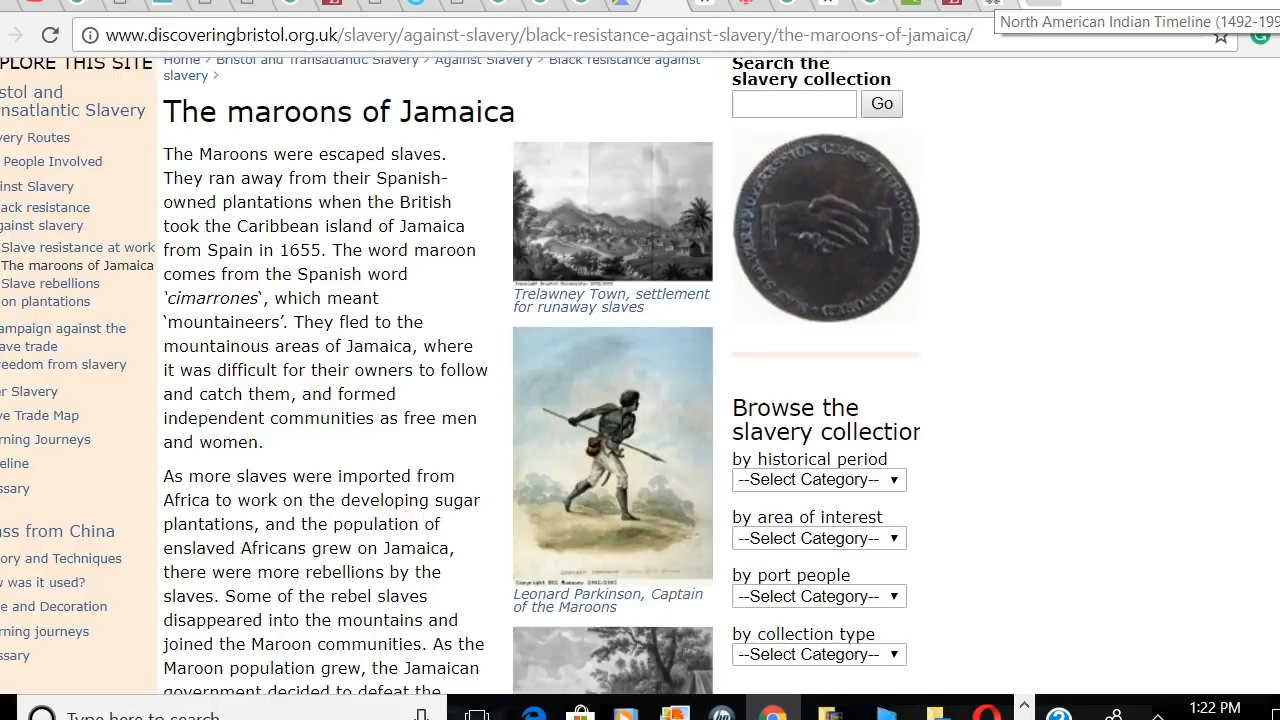 North American Indian Timeline (1492-199
www.discoveringbristol.org.uk/slavery/against-slavery/black-resistance-against-slavery/the-maroons-of-jamaica/
PLORE THIS SITE
istol and
ansatlantic Slavery
very Routes
People Involved
inst Slavery
ack resistance
gainst slavery
Slave resistance at work
The maroons of Jamaica
Slave rebellions
on plantations
ampaign against the
ave trade
reedom from slavery
er Slavery
ve Trade Map
rning Journeys
eline
ssary
ass from China
ory and Techniques
w was it used?
e and Decoration
rning journeys
ssary
Home > Bristol and Transatlantic Slavery > Against Slavery > Black resistance against
slavery >
The maroons of Jamaica
The Maroons were escaped slaves.
They ran away from their Spanish-
owned plantations when the British
took the Caribbean island of Jamaica
from Spain in 1655. The word maroon
comes from the Spanish word
‘cimarrones‘, which meant
‘mountaineers’. They fled to the
mountainous areas of Jamaica, where
it was difficult for their owners to follow
and catch them, and formed
independent communities as free men
and women.
As more slaves were imported from
Africa to work on the developing sugar
plantations, and the population of
enslaved Africans grew on Jamaica,
there were more rebellions by the
slaves. Some of the rebel slaves
disappeared into the mountains and
joined the Maroon communities. As the
Maroon population grew, the Jamaican
government decided to defeat the
Trelawney Town, settlement
for runaway slaves
Leonard Parkinson, Captain
of the Maroons
Search the
slavery collection
Go
Browse the
slavery collection
by historical period
--Select Category--
by area of interest
--Select Category--
by port people
--Select Category--
by collection type
--Select Category--
Type here to search
1:22 PM